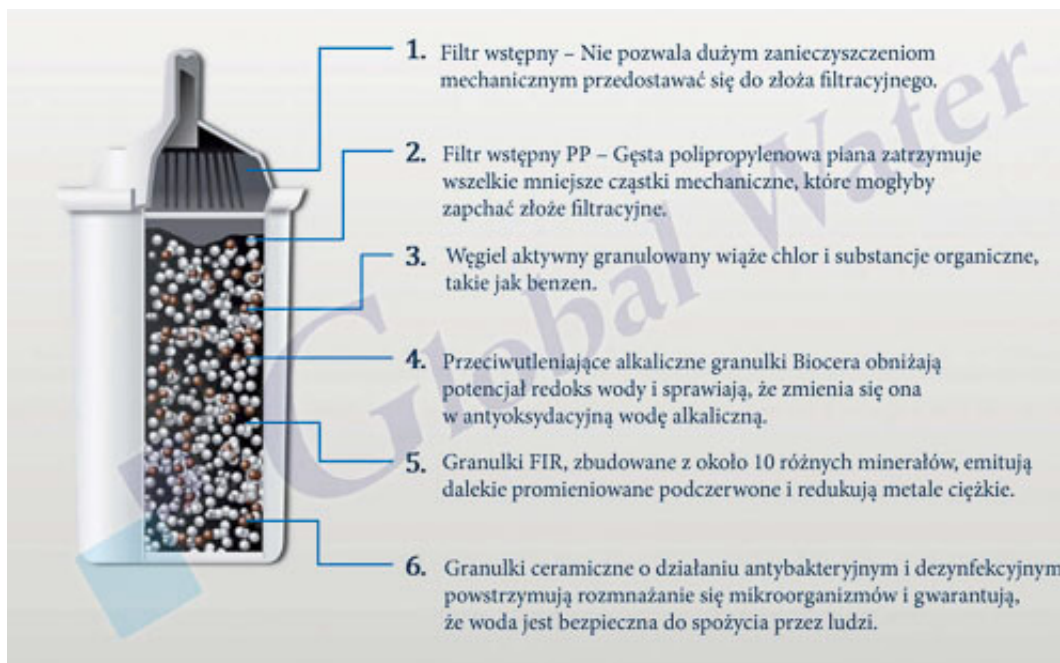 1. Filtr wstępny – Nie pozwala dużym zanieczyszczeniom
mechanicznym przedostawać się do złoża filtracyjnego.
2. Filtr wstępny PP – Gęsta polipropylenowa piana zatrzymuje
wszelkie mniejsze cząstki mechaniczne, które mogłyby
zapchać złoże filtracyjne.
3. Węgiel aktywny granulowany wiąże chlor i substancje organiczne,
takie jak benzen.
4. Przeciwutleniające alkaliczne granulki Biocera obniżają
potencjał redoks wody i sprawiają, że zmienia się ona
w antyoksydacyjną wodę alkaliczną.
5. Granulki FIR, zbudowane z około 10 różnych minerałów, emitują
dalekie promieniowane podczerwone i redukują metale ciężkie.
6. Granulki ceramiczne o działaniu antybakteryjnym i dezynfekcyjnym
powstrzymują rozmnażanie się mikroorganizmów i gwarantują,
że woda jest bezpieczna do spożycia przez ludzi.
Global Water